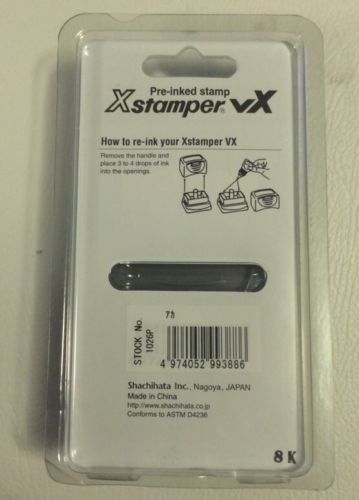 Pre-inked stamp
Xstamper® VX
How to re-ink your Xstamper VX
Remove the handle and
place 3 to 4 drops of ink
into the openings.
アカ
STOCK No.
1026P
4 974052 993886
Shachihata Inc., Nagoya, JAPAN
Made in China
http://www.shachihata.co.jp
Conforms to ASTM D4236
8 K